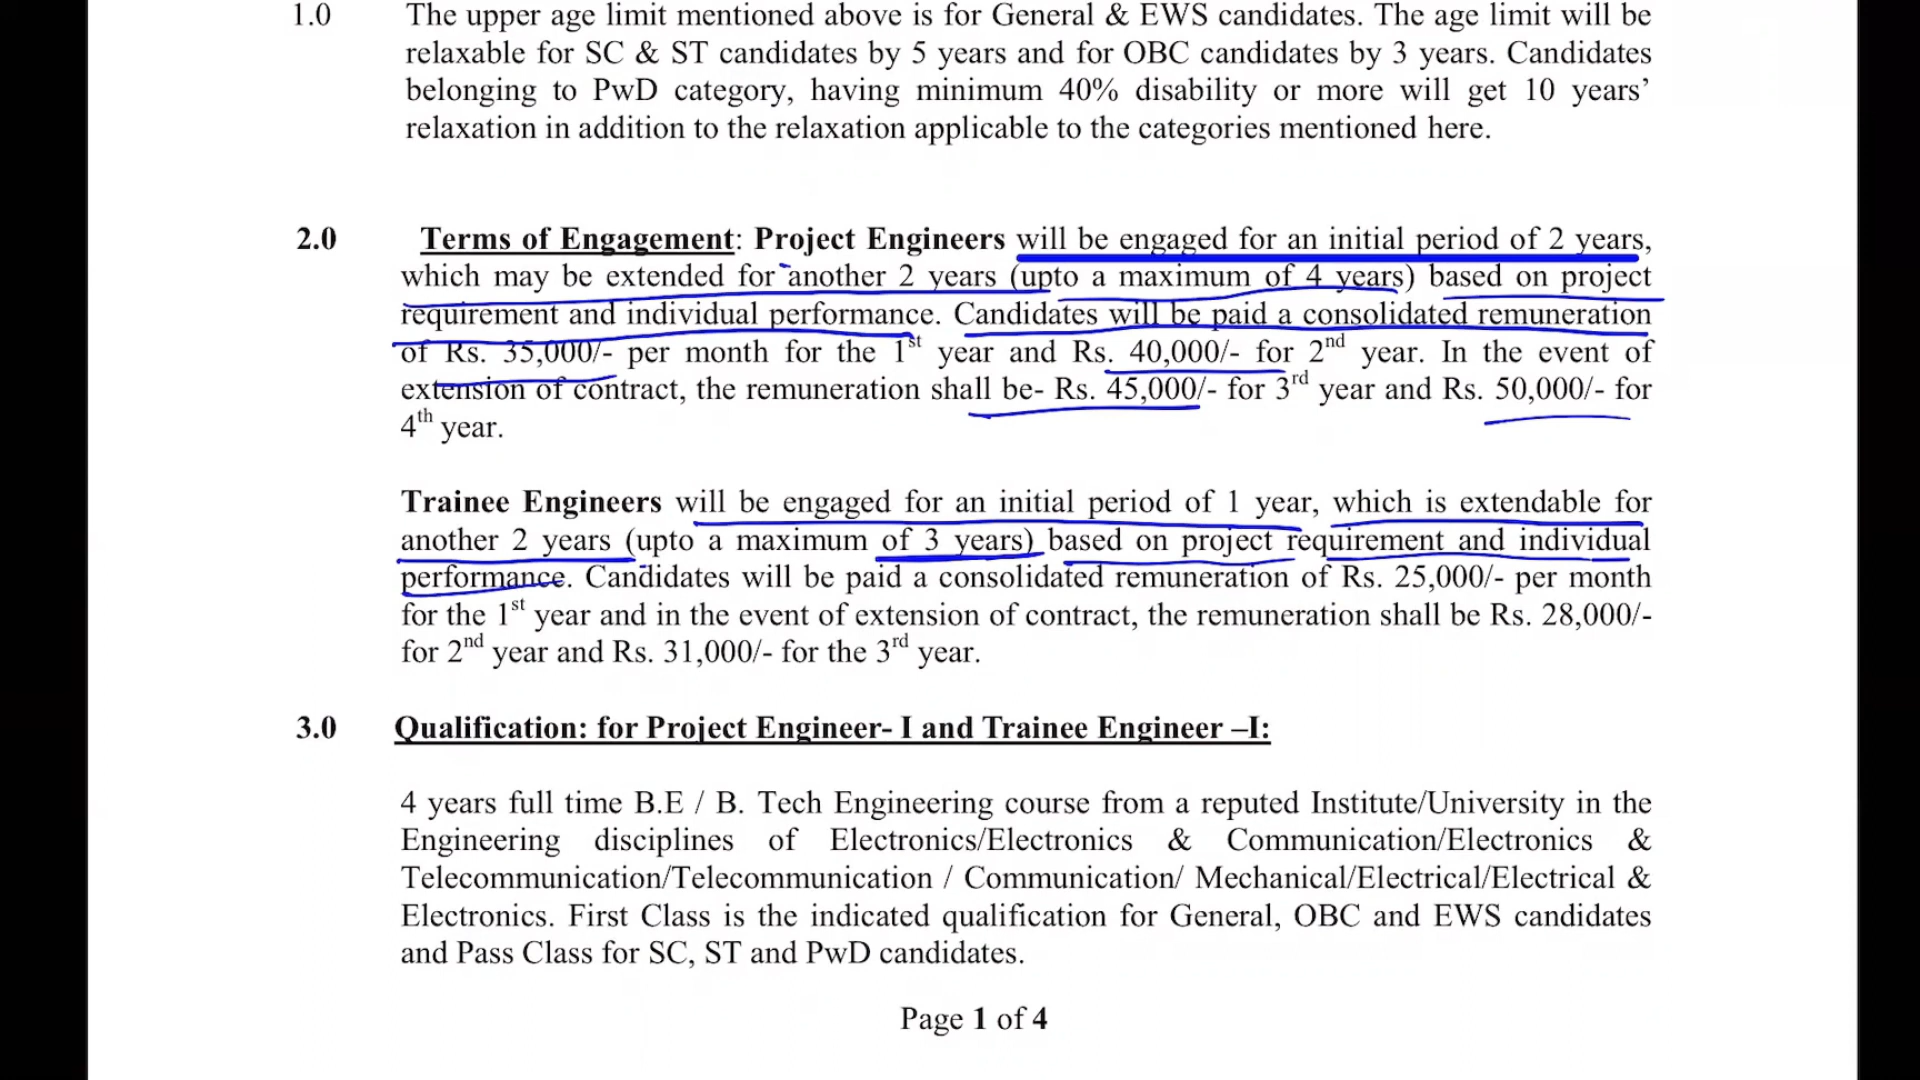 1.0 The upper age limit mentioned above is for General & EWS candidates. The age limit will be
relaxable for SC & ST candidates by 5 years and for OBC candidates by 3 years. Candidates
belonging to PwD category, having minimum 40% disability or more will get 10 years’
relaxation in addition to the relaxation applicable to the categories mentioned here.
2.0 Terms of Engagement: Project Engineers will be engaged for an initial period of 2 years,
which may be extended for another 2 years (upto a maximum of 4 years) based on project
requirement and individual performance. Candidates will be paid a consolidated remuneration
of Rs. 35,000/- per month for the 1st year and Rs. 40,000/- for 2nd year. In the event of
extension of contract, the remuneration shall be- Rs. 45,000/- for 3rd year and Rs. 50,000/- for
4th year.
Trainee Engineers will be engaged for an initial period of 1 year, which is extendable for
another 2 years (upto a maximum of 3 years) based on project requirement and individual
performance. Candidates will be paid a consolidated remuneration of Rs. 25,000/- per month
for the 1st year and in the event of extension of contract, the remuneration shall be Rs. 28,000/-
for 2nd year and Rs. 31,000/- for the 3rd year.
3.0 Qualification: for Project Engineer- I and Trainee Engineer –I:
4 years full time B.E / B. Tech Engineering course from a reputed Institute/University in the
Engineering disciplines of Electronics/Electronics & Communication/Electronics &
Telecommunication/Telecommunication / Communication/ Mechanical/Electrical/Electrical &
Electronics. First Class is the indicated qualification for General, OBC and EWS candidates
and Pass Class for SC, ST and PwD candidates.
Page 1 of 4